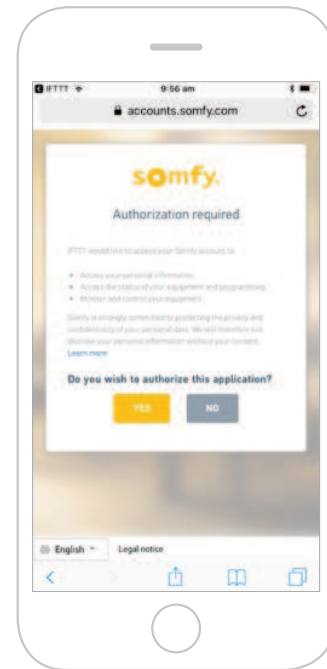 IFTTT 9:56 am
accounts.somfy.com
somfy.
Authorization required
IFTTT would like to access your Somfy account to:
Access your personal information
Access the status of your equipment and programming
Monitor and control your equipment
Somfy is strongly committed to protecting the privacy and
confidentiality of your personal data. We will therefore not
disclose your personal information without your consent.
Learn more
Do you wish to authorize this application?
YES NO
English Legal notice